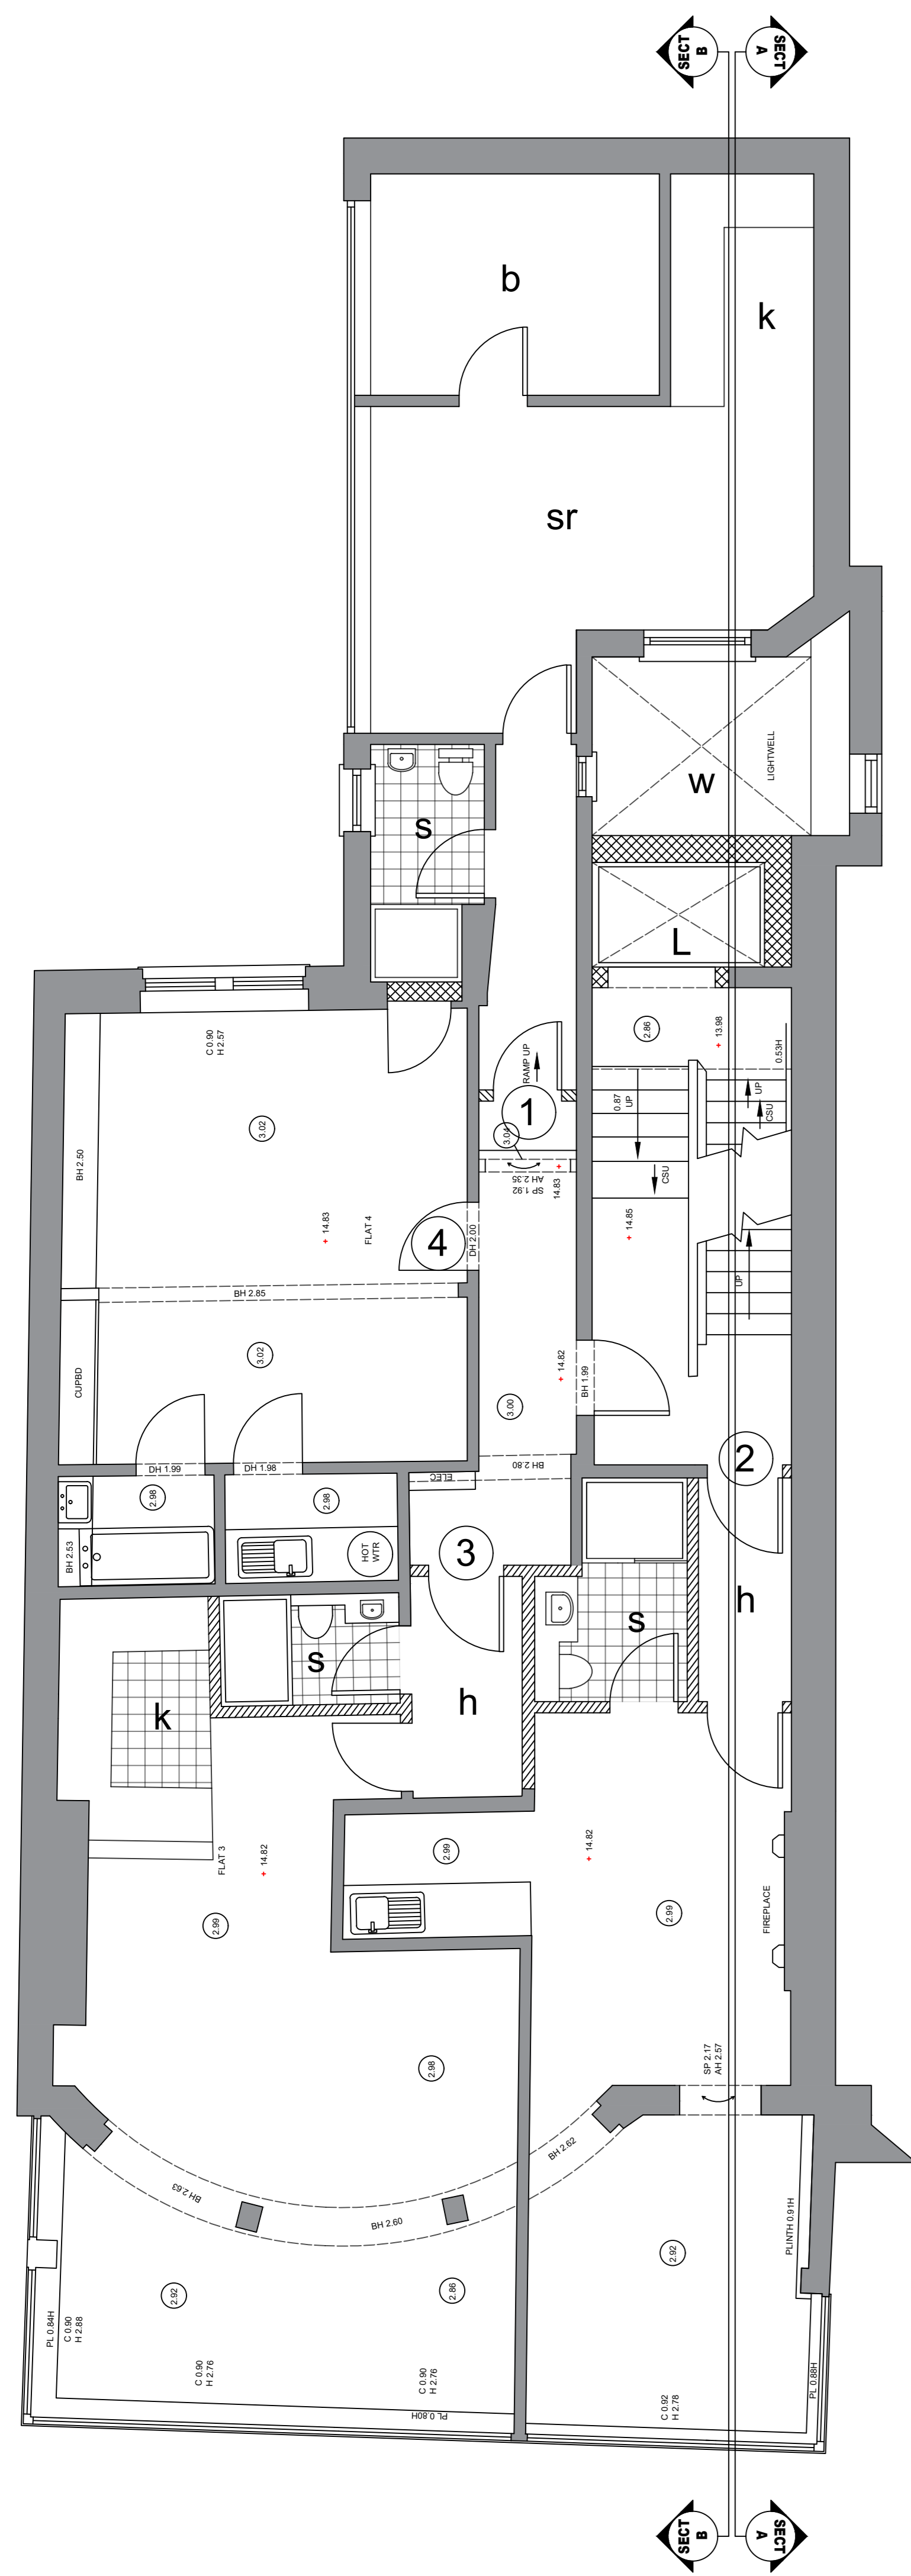 SECT
B
SECT
A
b
k
sr
w
LIGHTWELL
s
L
C 0.90
H 2.57
2.86
+ 13.98
0.53H
RAMP UP
0.87
UP
UP
CSU
CSU
1
3.02
BH 2.50
3.04
SP 1.92
AH 2.35
14.83
+
+ 14.83
FLAT 4
4
DH 2.00
+ 14.85
UP
BH 2.85
CUPBD
3.02
+ 14.82
BH 1.99
3.00
2
DH 1.99
DH 1.98
BH 2.80
ELEC
2.98
2.98
BH 2.53
HOT
WTR
3
h
s
s
k
h
FLAT 3
+ 14.82
2.99
+ 14.82
2.99
2.99
FIREPLACE
2.98
SP 2.17
AH 2.57
BH 2.62
BH 2.63
BH 2.60
PLINTH 0.91H
2.92
2.92
2.86
PL 0.84H
C 0.90
H 2.88
C 0.90
H 2.76
C 0.90
H 2.76
PL 0.80H
C 0.92
H 2.78
PL 0.88H
SECT
B
SECT
A